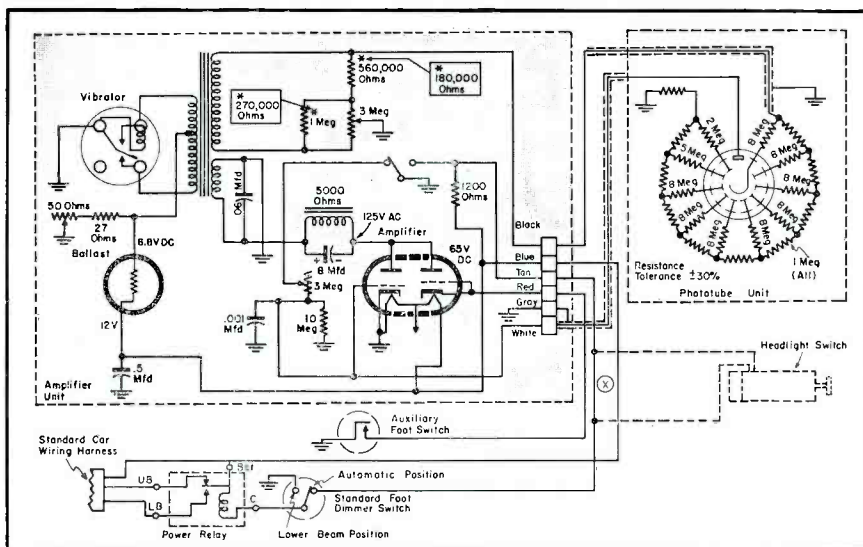 Vibrator
*
270,000
Ohms
*
1 Meg
*
560,000
Ohms
*
180,000
Ohms
3 Meg
50 Ohms
27
Ohms
6.8V DC
Ballast
12V
.5
Mfd
Amplifier
Unit
Mfd
5000
Ohms
8 Mfd
125V AC
Amplifier
3 Meg
.001
Mfd
10
Meg
65V
DC
1200
Ohms
Black
Blue
Tan
Red
Gray
White
2 Meg
5 Meg
8 Meg
8 Meg
8 Meg
8 Meg
8 Meg
8 Meg
8 Meg
8 Meg
1 Meg
(All)
Resistance
Tolerance ±30%
Phototube Unit
Headlight Switch
X
Auxiliary
Foot Switch
Standard Car
Wiring Harness
UB
LB
Bat
C
Power Relay
Automatic Position
Standard Foot
Dimmer Switch
Lower Beam Position